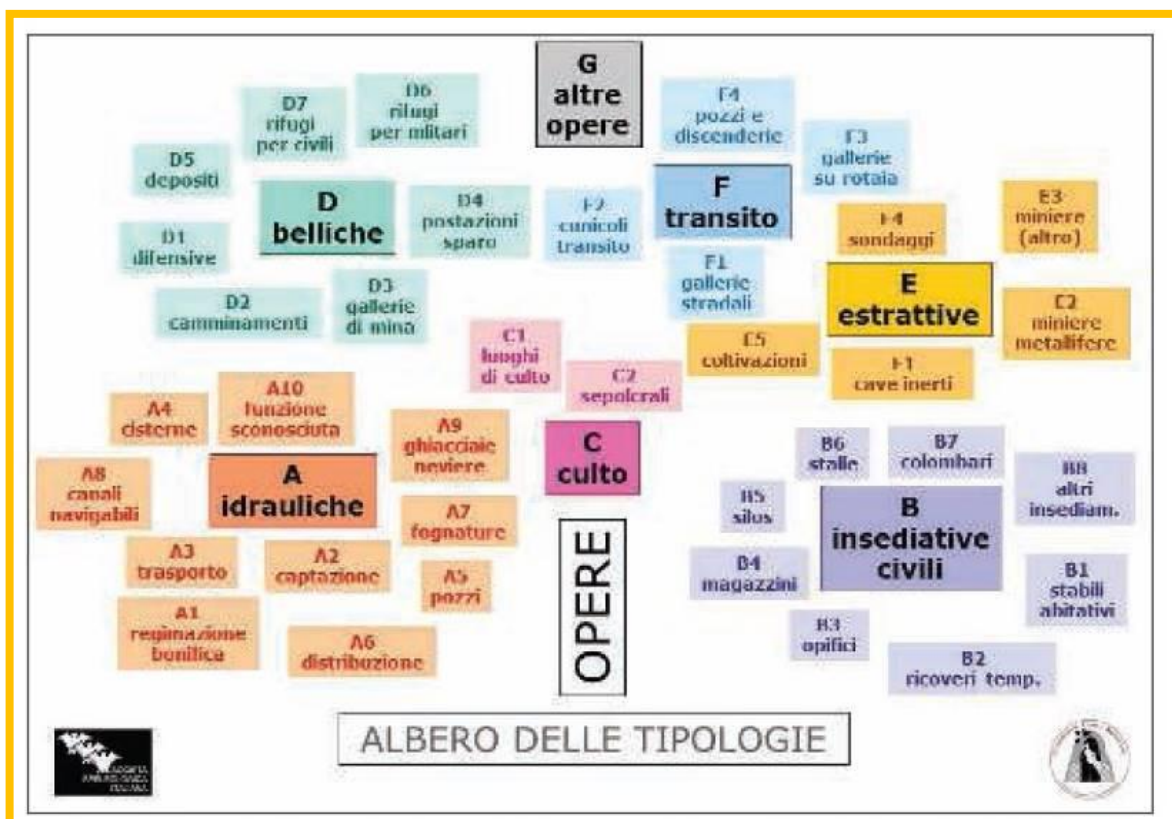 G
altre
opere
D7
rifugi
per civili
D6
rifugi
per militari
D5
depositi
D
belliche
D4
postazioni
sparo
D1
difensive
D2
camminamenti
D3
gallerie
di mina
F4
pozzi e
discenderie
F3
gallerie
su rotaia
F
transito
F2
cunicoli
transito
F1
gallerie
stradali
E4
sondaggi
E3
miniere
(altro)
E
estrattive
E2
miniere
metallifere
E5
coltivazioni
E1
cave inerti
C1
luoghi
di culto
C2
sepolcrali
C
culto
A4
cisterne
A10
funzione
sconosciuta
A9
ghiacciaie
neviere
A8
canali
navigabili
A
idrauliche
A7
fognature
A3
trasporto
A2
captazione
A5
pozzi
A1
regimazione
bonifica
A6
distribuzione
B6
stalle
B7
colombari
B8
altri
insediam.
B5
silos
B
insediative
civili
B4
magazzini
B1
stabili
abitativi
B3
opifici
B2
ricoveri temp.
OPERE
ALBERO DELLE TIPOLOGIE
SOCIETÀ
SPELEOLOGICA
ITALIANA